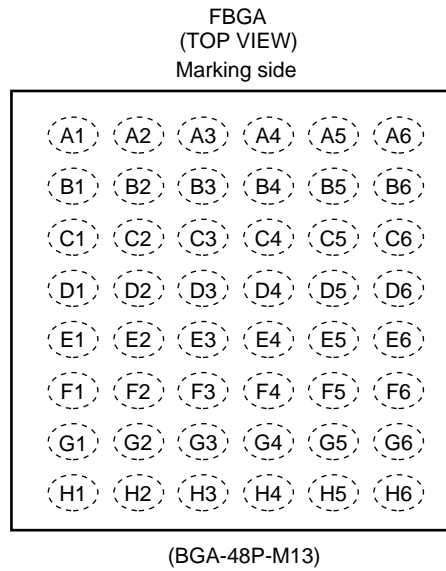 FBGA
(TOP VIEW)
Marking side
A1 A2 A3 A4 A5 A6
B1 B2 B3 B4 B5 B6
C1 C2 C3 C4 C5 C6
D1 D2 D3 D4 D5 D6
E1 E2 E3 E4 E5 E6
F1 F2 F3 F4 F5 F6
G1 G2 G3 G4 G5 G6
H1 H2 H3 H4 H5 H6
(BGA-48P-M13)